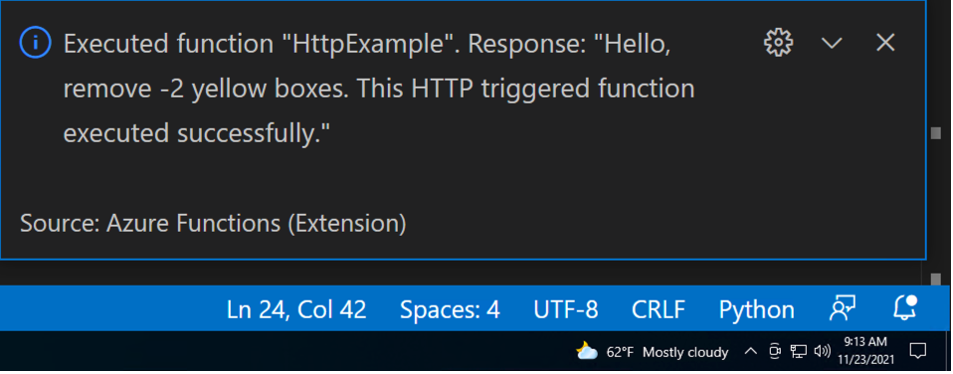 Executed function "HttpExample". Response: "Hello,
remove -2 yellow boxes. This HTTP triggered function
executed successfully."
Source: Azure Functions (Extension)
Ln 24, Col 42 Spaces: 4 UTF-8 CRLF Python
62°F Mostly cloudy 9:13 AM
11/23/2021